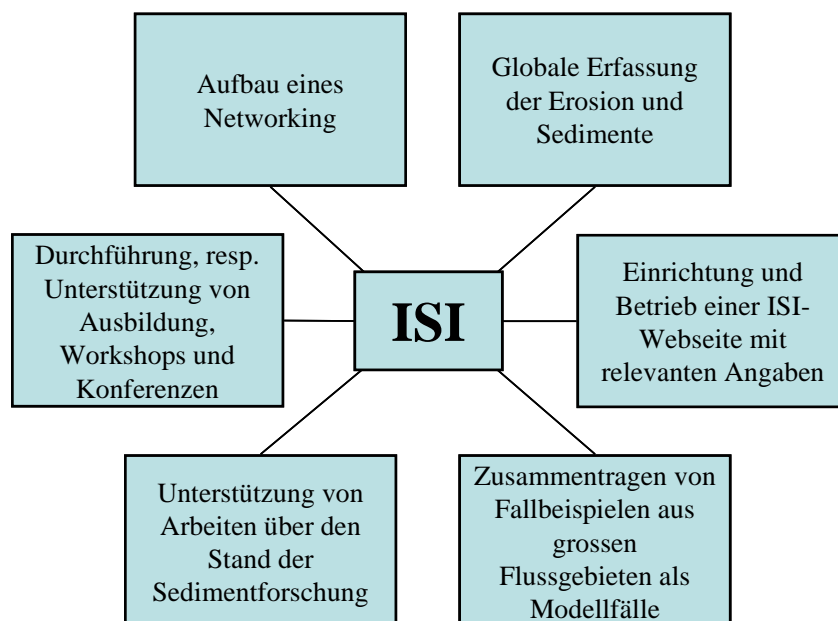 Aufbau eines
Networking
Globale Erfassung
der Erosion und
Sedimente
Durchführung, resp.
Unterstützung von
Ausbildung,
Workshops und
Konferenzen
ISI
Einrichtung und
Betrieb einer ISI-
Webseite mit
relevanten Angaben
Unterstützung von
Arbeiten über den
Stand der
Sedimentforschung
Zusammentragen von
Fallbeispielen aus
grossen
Flussgebieten als
Modellfälle